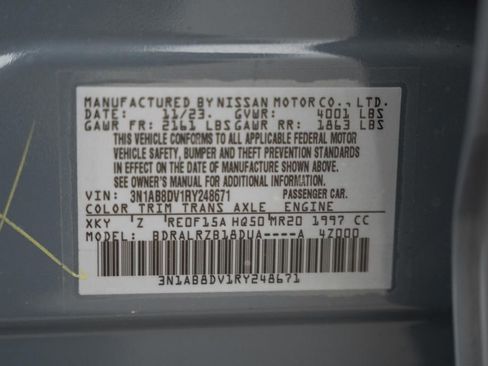 MANUFACTURED BY NISSAN MOTOR CO., LTD.
DATE: 11/23. GVWR: 4001 LBS
GAWR FR: 2161 LBS GAWR RR: 1863 LBS
THIS VEHICLE CONFORMS TO ALL APPLICABLE FEDERAL MOTOR
VEHICLE SAFETY, BUMPER AND THEFT PREVENTION STANDARDS
IN EFFECT ON THE DATE OF MANUFACTURE SHOWN ABOVE.
SEE OWNER'S MANUAL FOR ADDITIONAL INFORMATION.
VIN: 3N1AB8DV1RY248671 PASSENGER CAR.
COLOR TRIM TRANS AXLE ENGINE
XKY Z RE0F15A HQ50 MR20 1997 CC
MODEL: BDRALRZB18DUA----A 4Z000
3N1AB8DV1RY248671